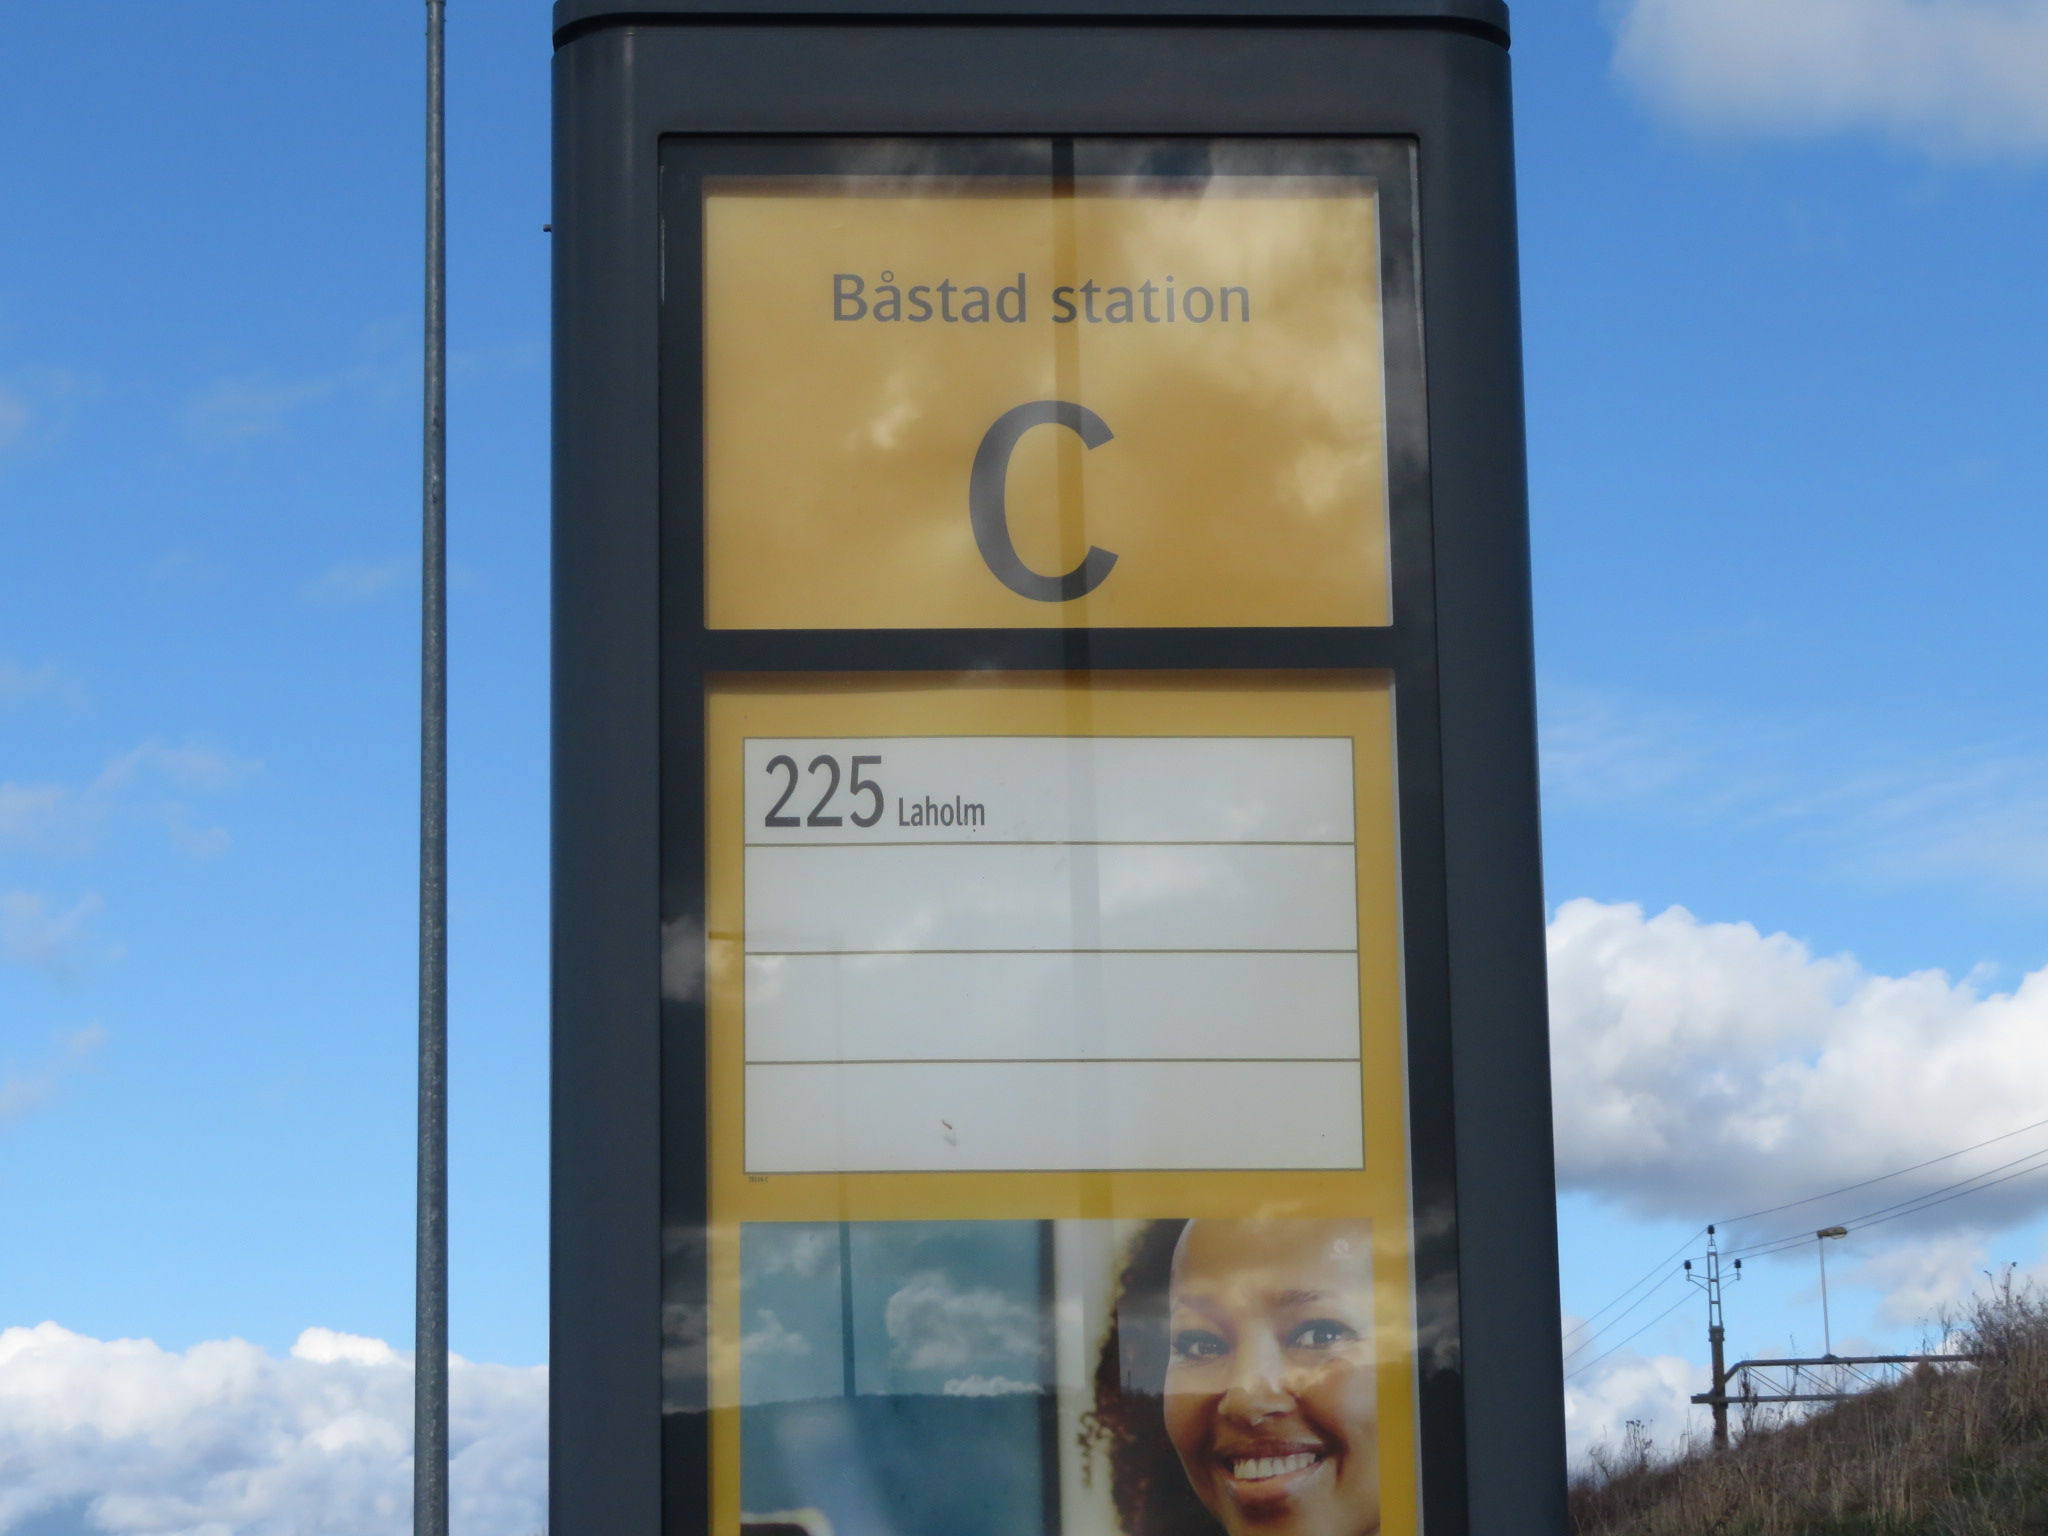 Båstad station
C
225 Laholm